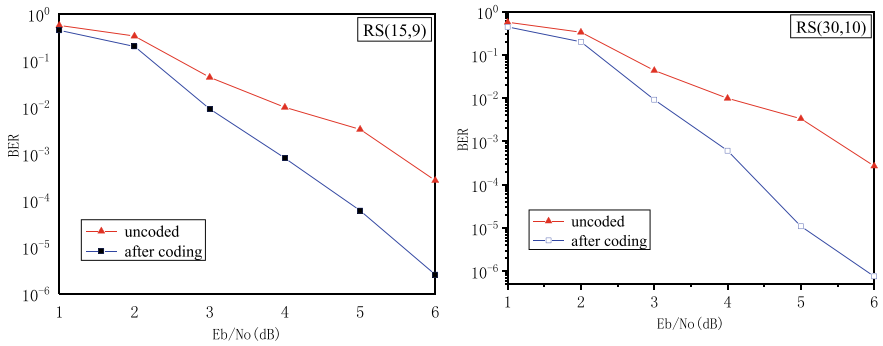 RS(15,9)
10^0
10^-1
10^-2
10^-3
10^-4
10^-5
10^-6
BER
uncoded
after coding
1 2 3 4 5 6
Eb/No(dB)
RS(30,10)
10^0
10^-1
10^-2
10^-3
10^-4
10^-5
10^-6
BER
uncoded
after coding
1 2 3 4 5 6
Eb/No(dB)